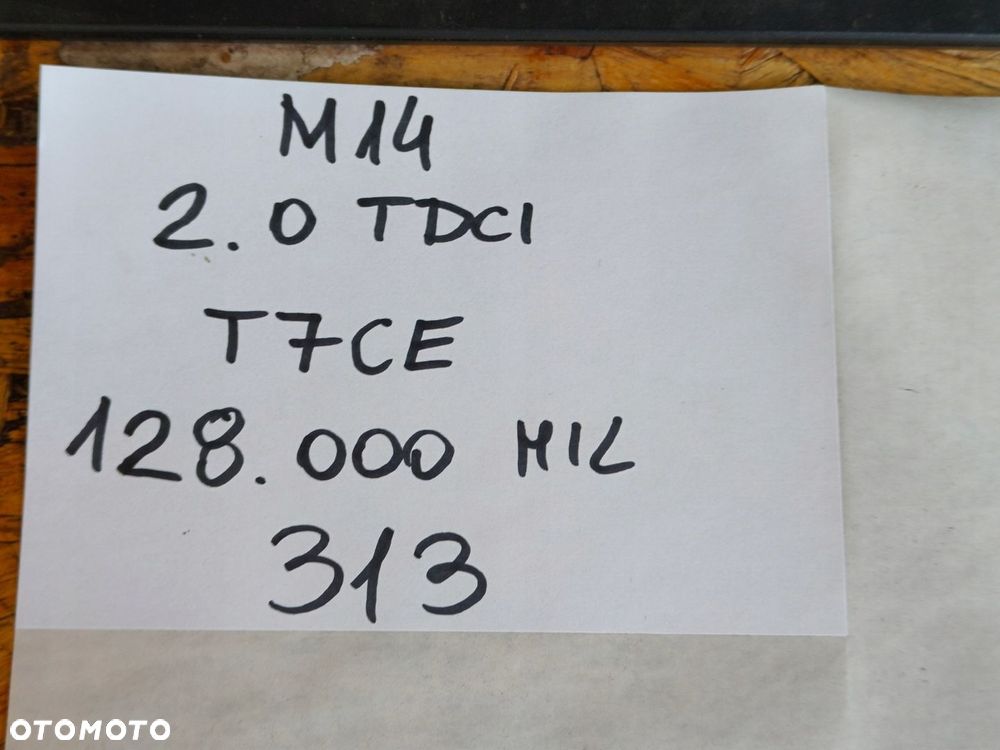 M14
2.0 TDCI
T7CE
128.000 MIL
313
OTOMOTO